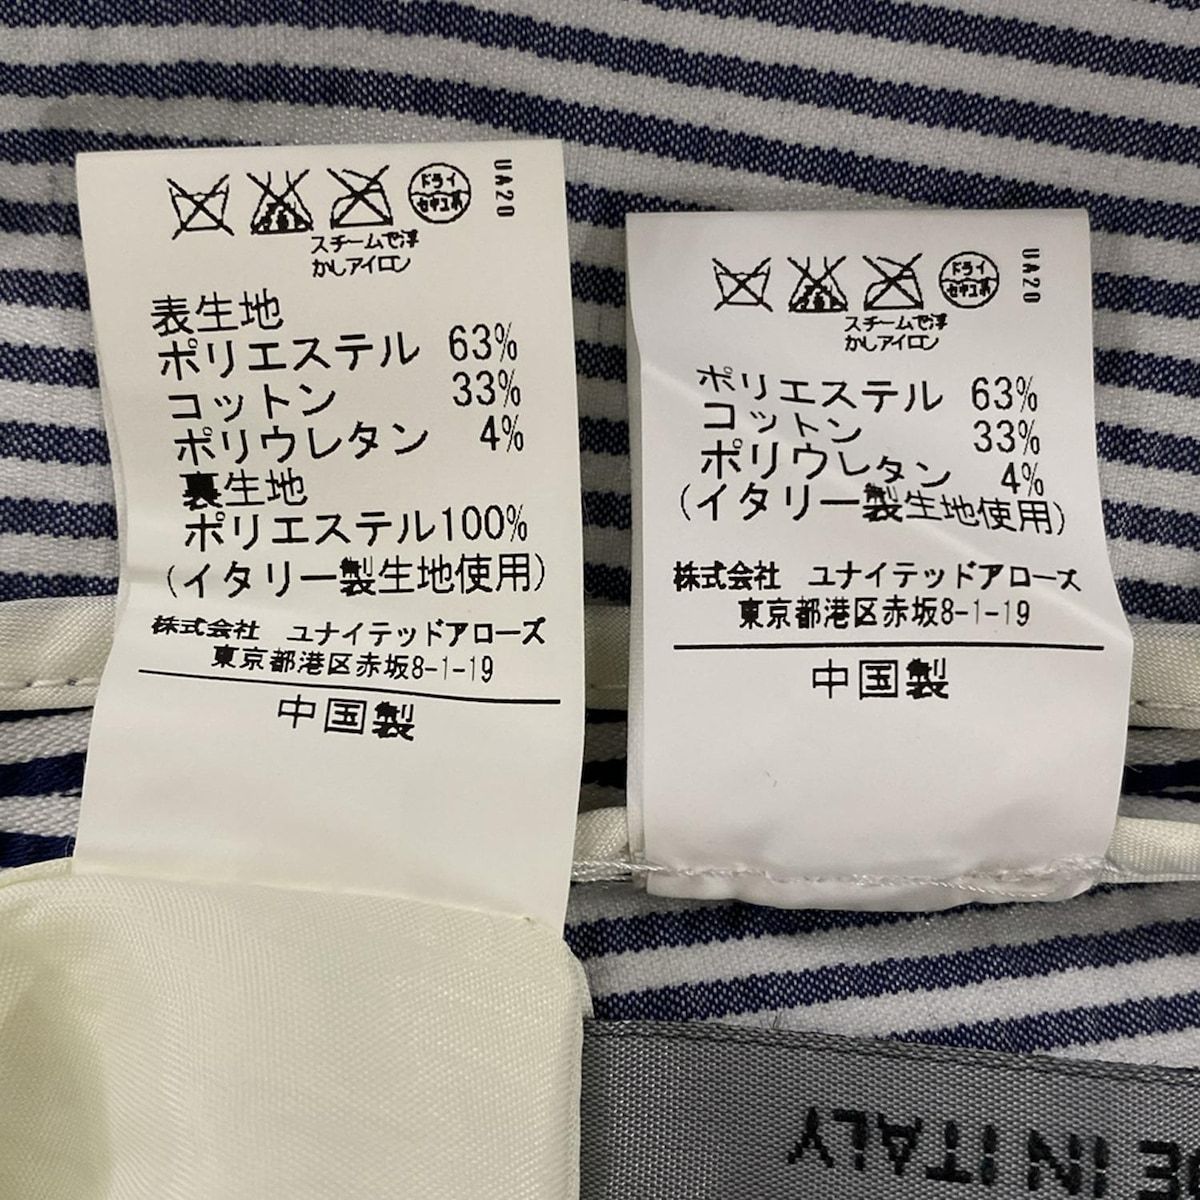 UA20
ドライ
セキユ系
スチームで浮
かしアイロン
表生地
ポリエステル 63%
コットン 33%
ポリウレタン 4%
裏生地
ポリエステル100%
(イタリー製生地使用)
株式会社 ユナイテッドアローズ
東京都港区赤坂8-1-19
中国製
UA20
ドライ
セキユ系
スチームで浮
かしアイロン
ポリエステル 63%
コットン 33%
ポリウレタン 4%
(イタリー製生地使用)
株式会社 ユナイテッドアローズ
東京都港区赤坂8-1-19
中国製
DE IN ITALY